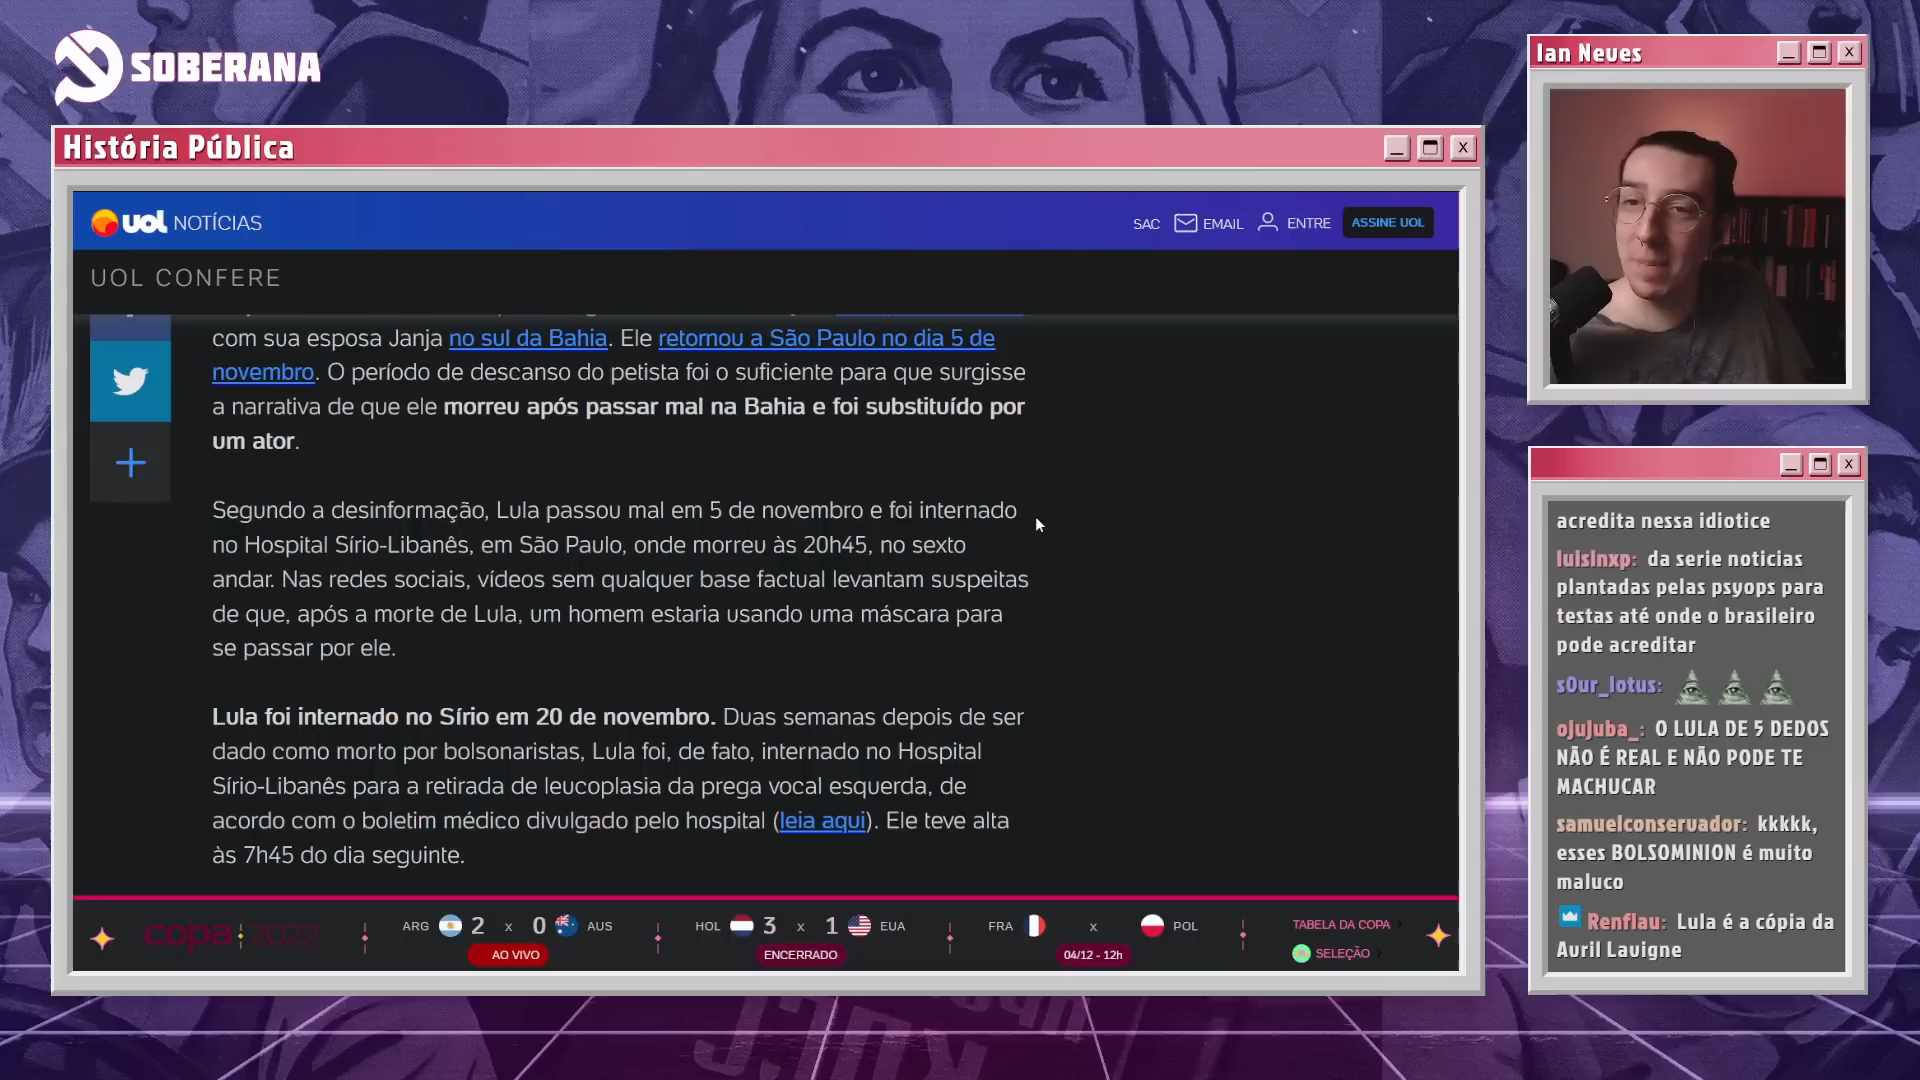 SOBERANA
História Pública
uol NOTÍCIAS
SAC EMAIL ENTRE ASSINE UOL
UOL CONFERE
com sua esposa Janja no sul da Bahia. Ele retornou a São Paulo no dia 5 de
novembro. O período de descanso do petista foi o suficiente para que surgisse
a narrativa de que ele morreu após passar mal na Bahia e foi substituído por
um ator.
Segundo a desinformação, Lula passou mal em 5 de novembro e foi internado
no Hospital Sírio-Libanês, em São Paulo, onde morreu às 20h45, no sexto
andar. Nas redes sociais, vídeos sem qualquer base factual levantam suspeitas
de que, após a morte de Lula, um homem estaria usando uma máscara para
se passar por ele.
Lula foi internado no Sírio em 20 de novembro. Duas semanas depois de ser
dado como morto por bolsonaristas, Lula foi, de fato, internado no Hospital
Sírio-Libanês para a retirada de leucoplasia da prega vocal esquerda, de
acordo com o boletim médico divulgado pelo hospital (leia aqui). Ele teve alta
às 7h45 do dia seguinte.
copa 2022
ARG 2 x 0 AUS
AO VIVO
HOL 3 x 1 EUA
ENCERRADO
FRA x POL
04/12 - 12h
TABELA DA COPA
SELEÇÃO
Ian Neves
acredita nessa idiotice
luisinxp: da serie noticias
plantadas pelas psyops para
testas até onde o brasileiro
pode acreditar
s0ur_lotus:
ojujuba_: O LULA DE 5 DEDOS
NÃO É REAL E NÃO PODE TE
MACHUCAR
samuelconservador: kkkkk,
esses BOLSOMINION é muito
maluco
Renflau: Lula é a cópia da
Avril Lavigne